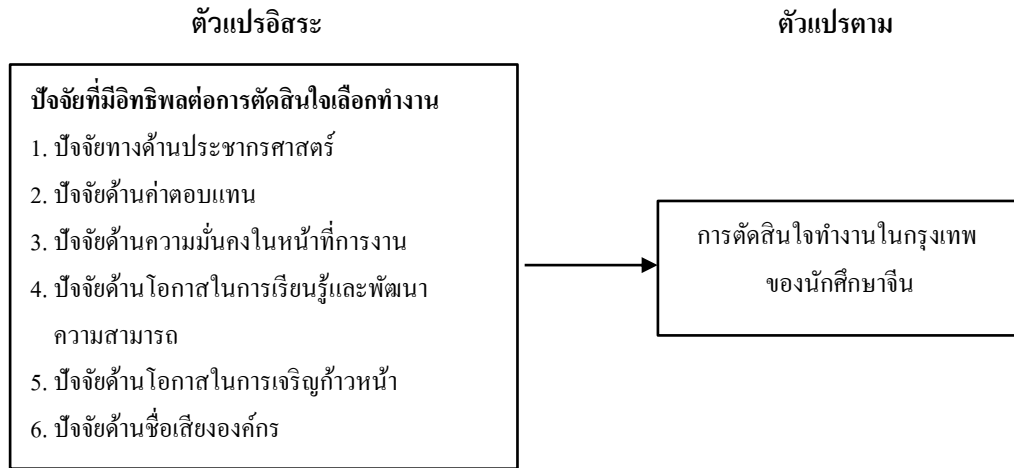 ตัวแปรอิสระ
ตัวแปรตาม
ปัจจัยที่มีอิทธิพลต่อการตัดสินใจเลือกทำงาน
1. ปัจจัยทางด้านประชากรศาสตร์
2. ปัจจัยด้านค่าตอบแทน
3. ปัจจัยด้านความมั่นคงในหน้าที่การงาน
4. ปัจจัยด้านโอกาสในการเรียนรู้และพัฒนา
ความสามารถ
5. ปัจจัยด้านโอกาสในการเจริญก้าวหน้า
6. ปัจจัยด้านชื่อเสียงองค์กร
การตัดสินใจทำงานในกรุงเทพ
ของนักศึกษาจีน